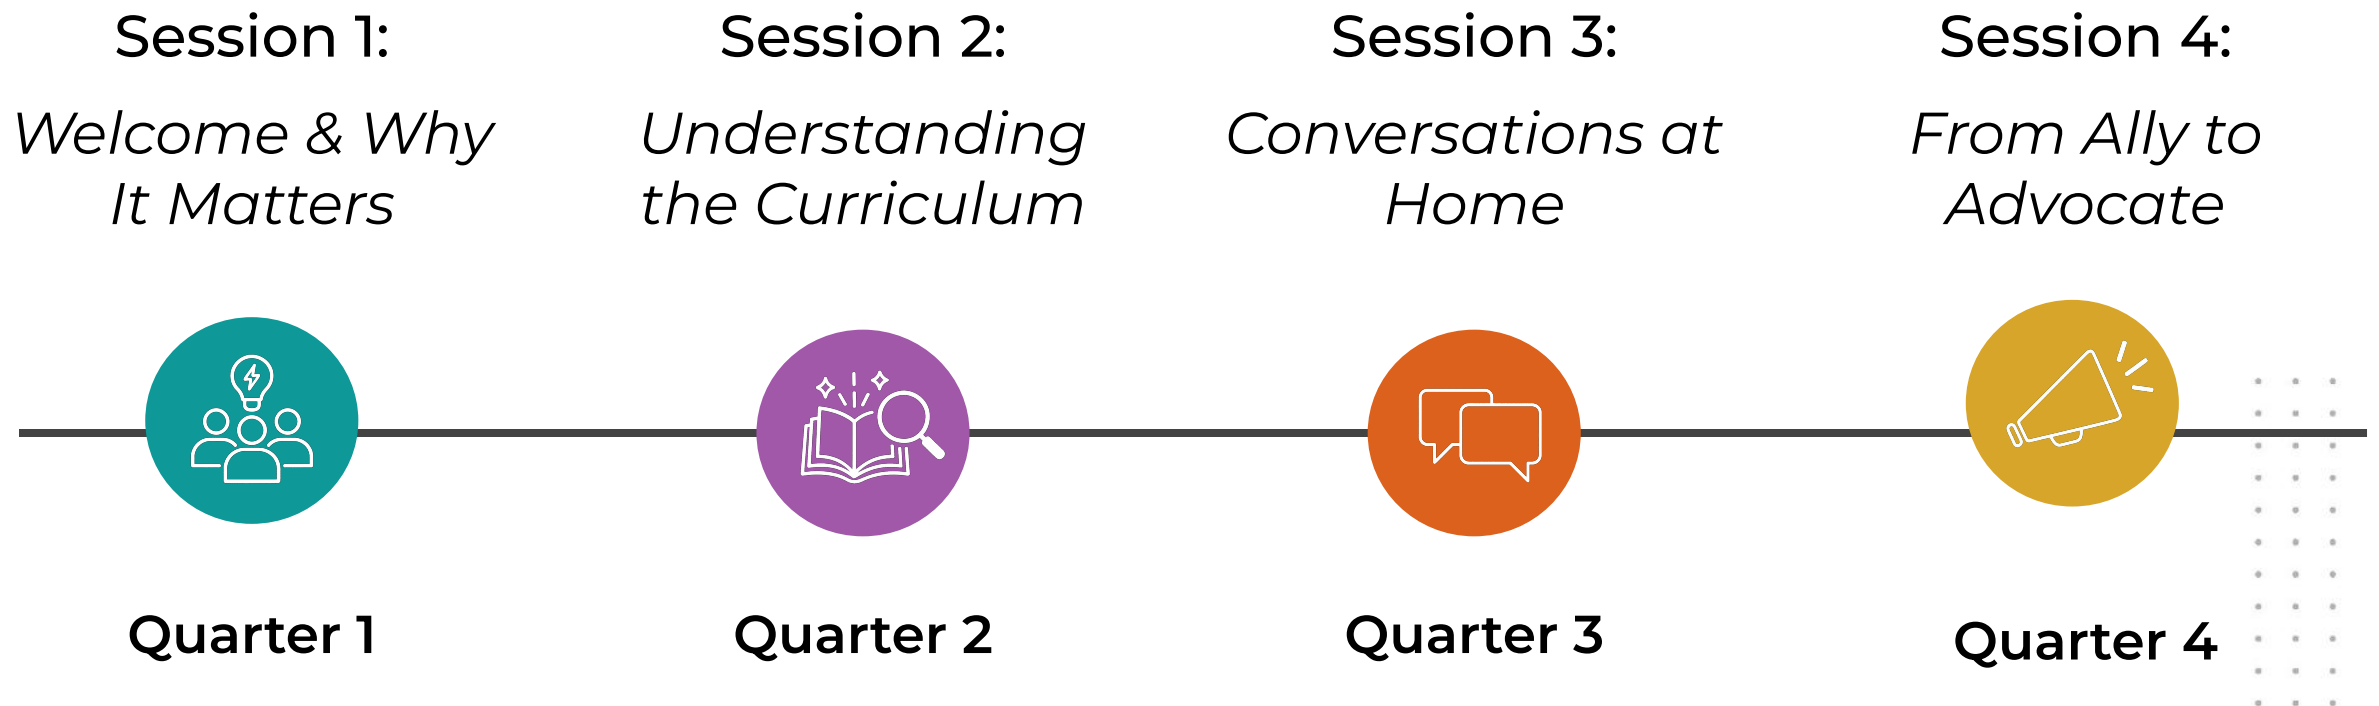 Session 1:
Welcome & Why
It Matters
Quarter 1
Session 2:
Understanding
the Curriculum
Quarter 2
Session 3:
Conversations at
Home
Quarter 3
Session 4:
From Ally to
Advocate
Quarter 4